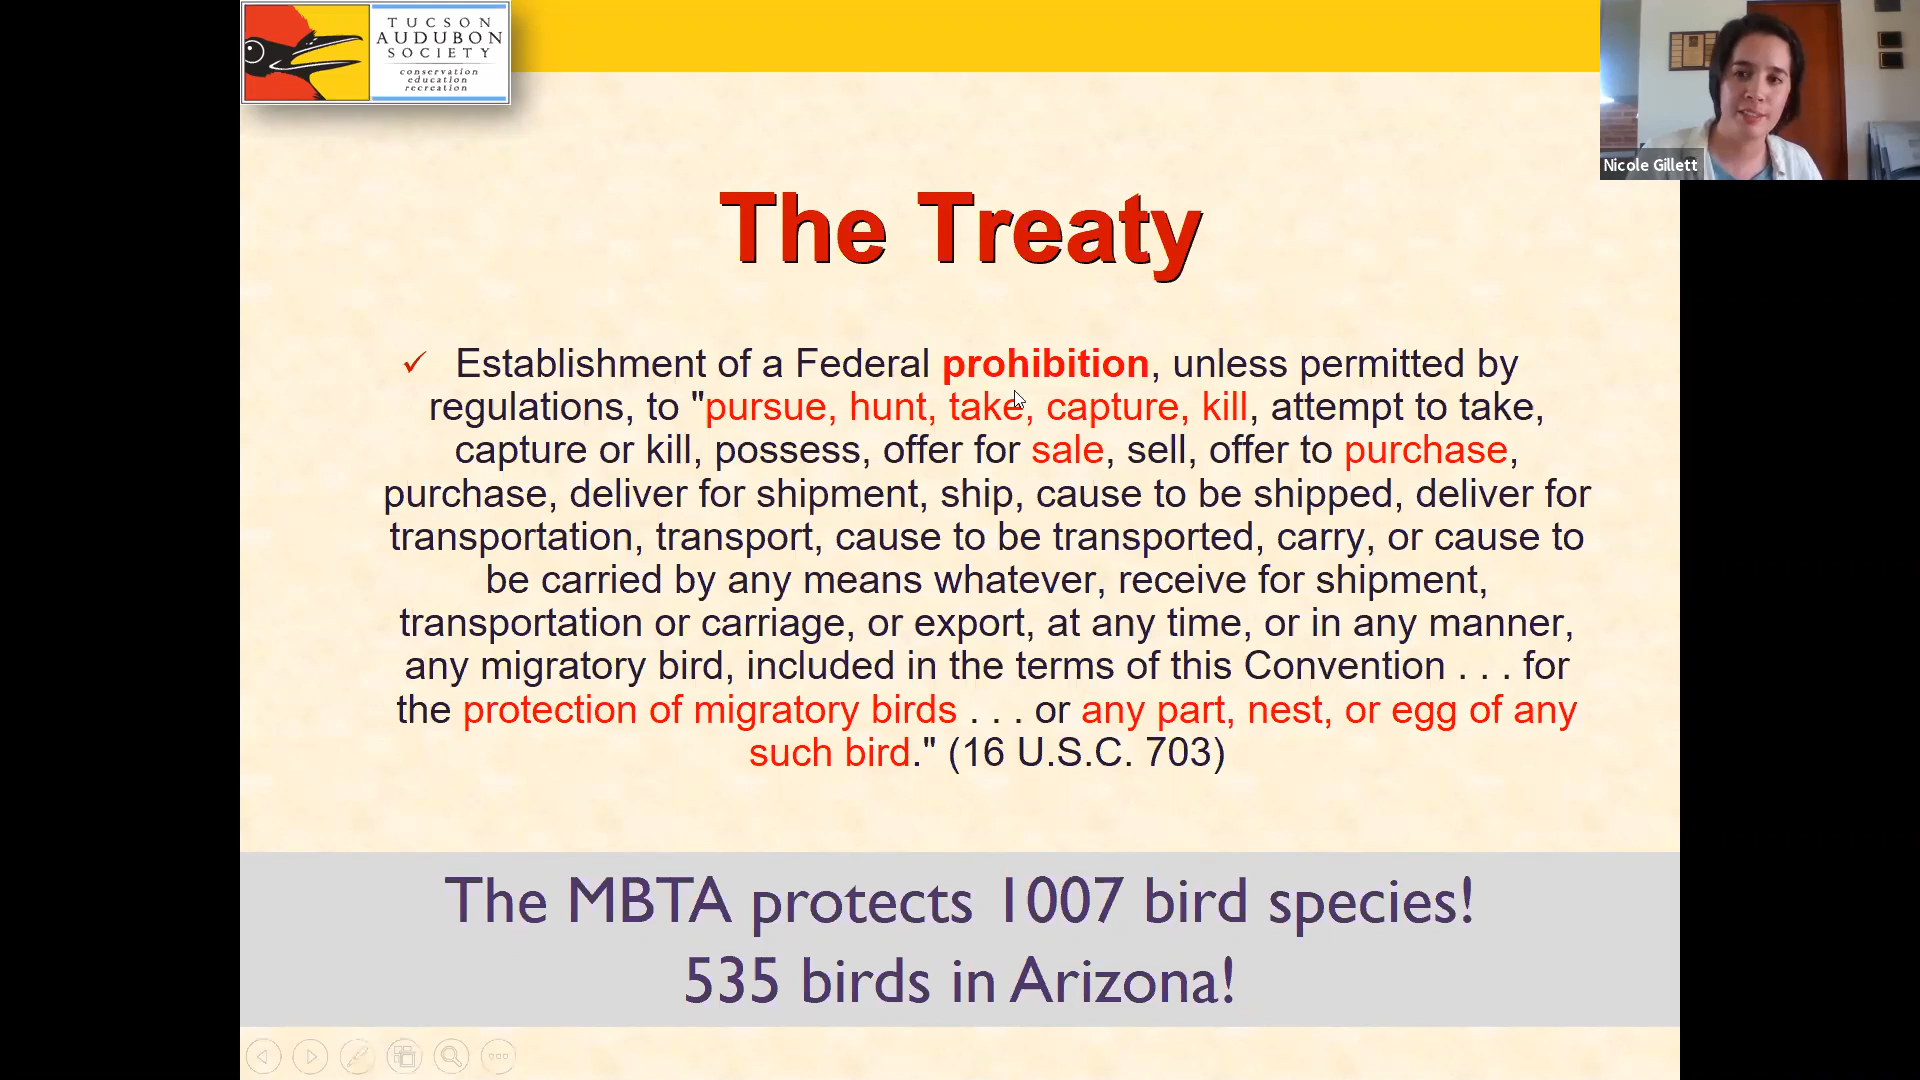 TUCSON
AUDUBON
SOCIETY
conservation
education
recreation
Nicole Gillett
The Treaty
✓ Establishment of a Federal prohibition, unless permitted by
regulations, to "pursue, hunt, take, capture, kill, attempt to take,
capture or kill, possess, offer for sale, sell, offer to purchase,
purchase, deliver for shipment, ship, cause to be shipped, deliver for
transportation, transport, cause to be transported, carry, or cause to
be carried by any means whatever, receive for shipment,
transportation or carriage, or export, at any time, or in any manner,
any migratory bird, included in the terms of this Convention . . . for
the protection of migratory birds . . . or any part, nest, or egg of any
such bird." (16 U.S.C. 703)
The MBTA protects 1007 bird species!
535 birds in Arizona!